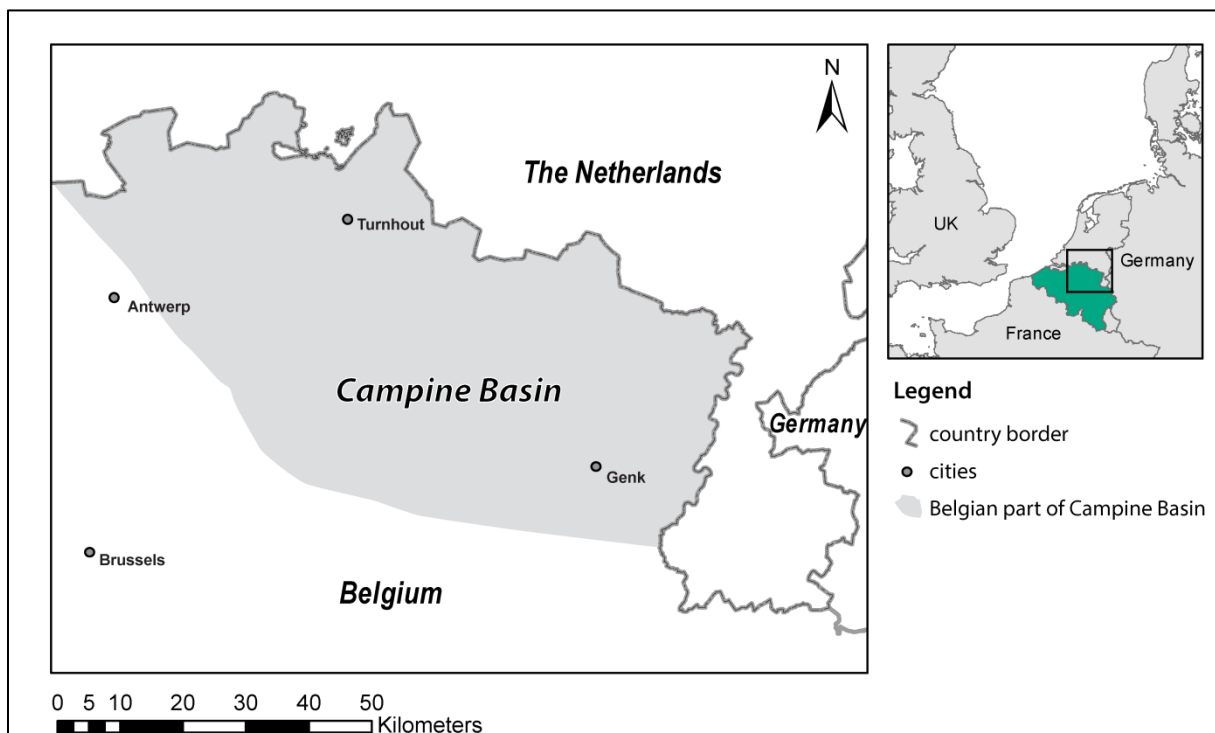 N
The Netherlands
Turnhout
Antwerp
Campine Basin
Germany
Genk
Brussels
Belgium
0 5 10 20 30 40 50
Kilometers
UK
Germany
France
Legend
country border
cities
Belgian part of Campine Basin